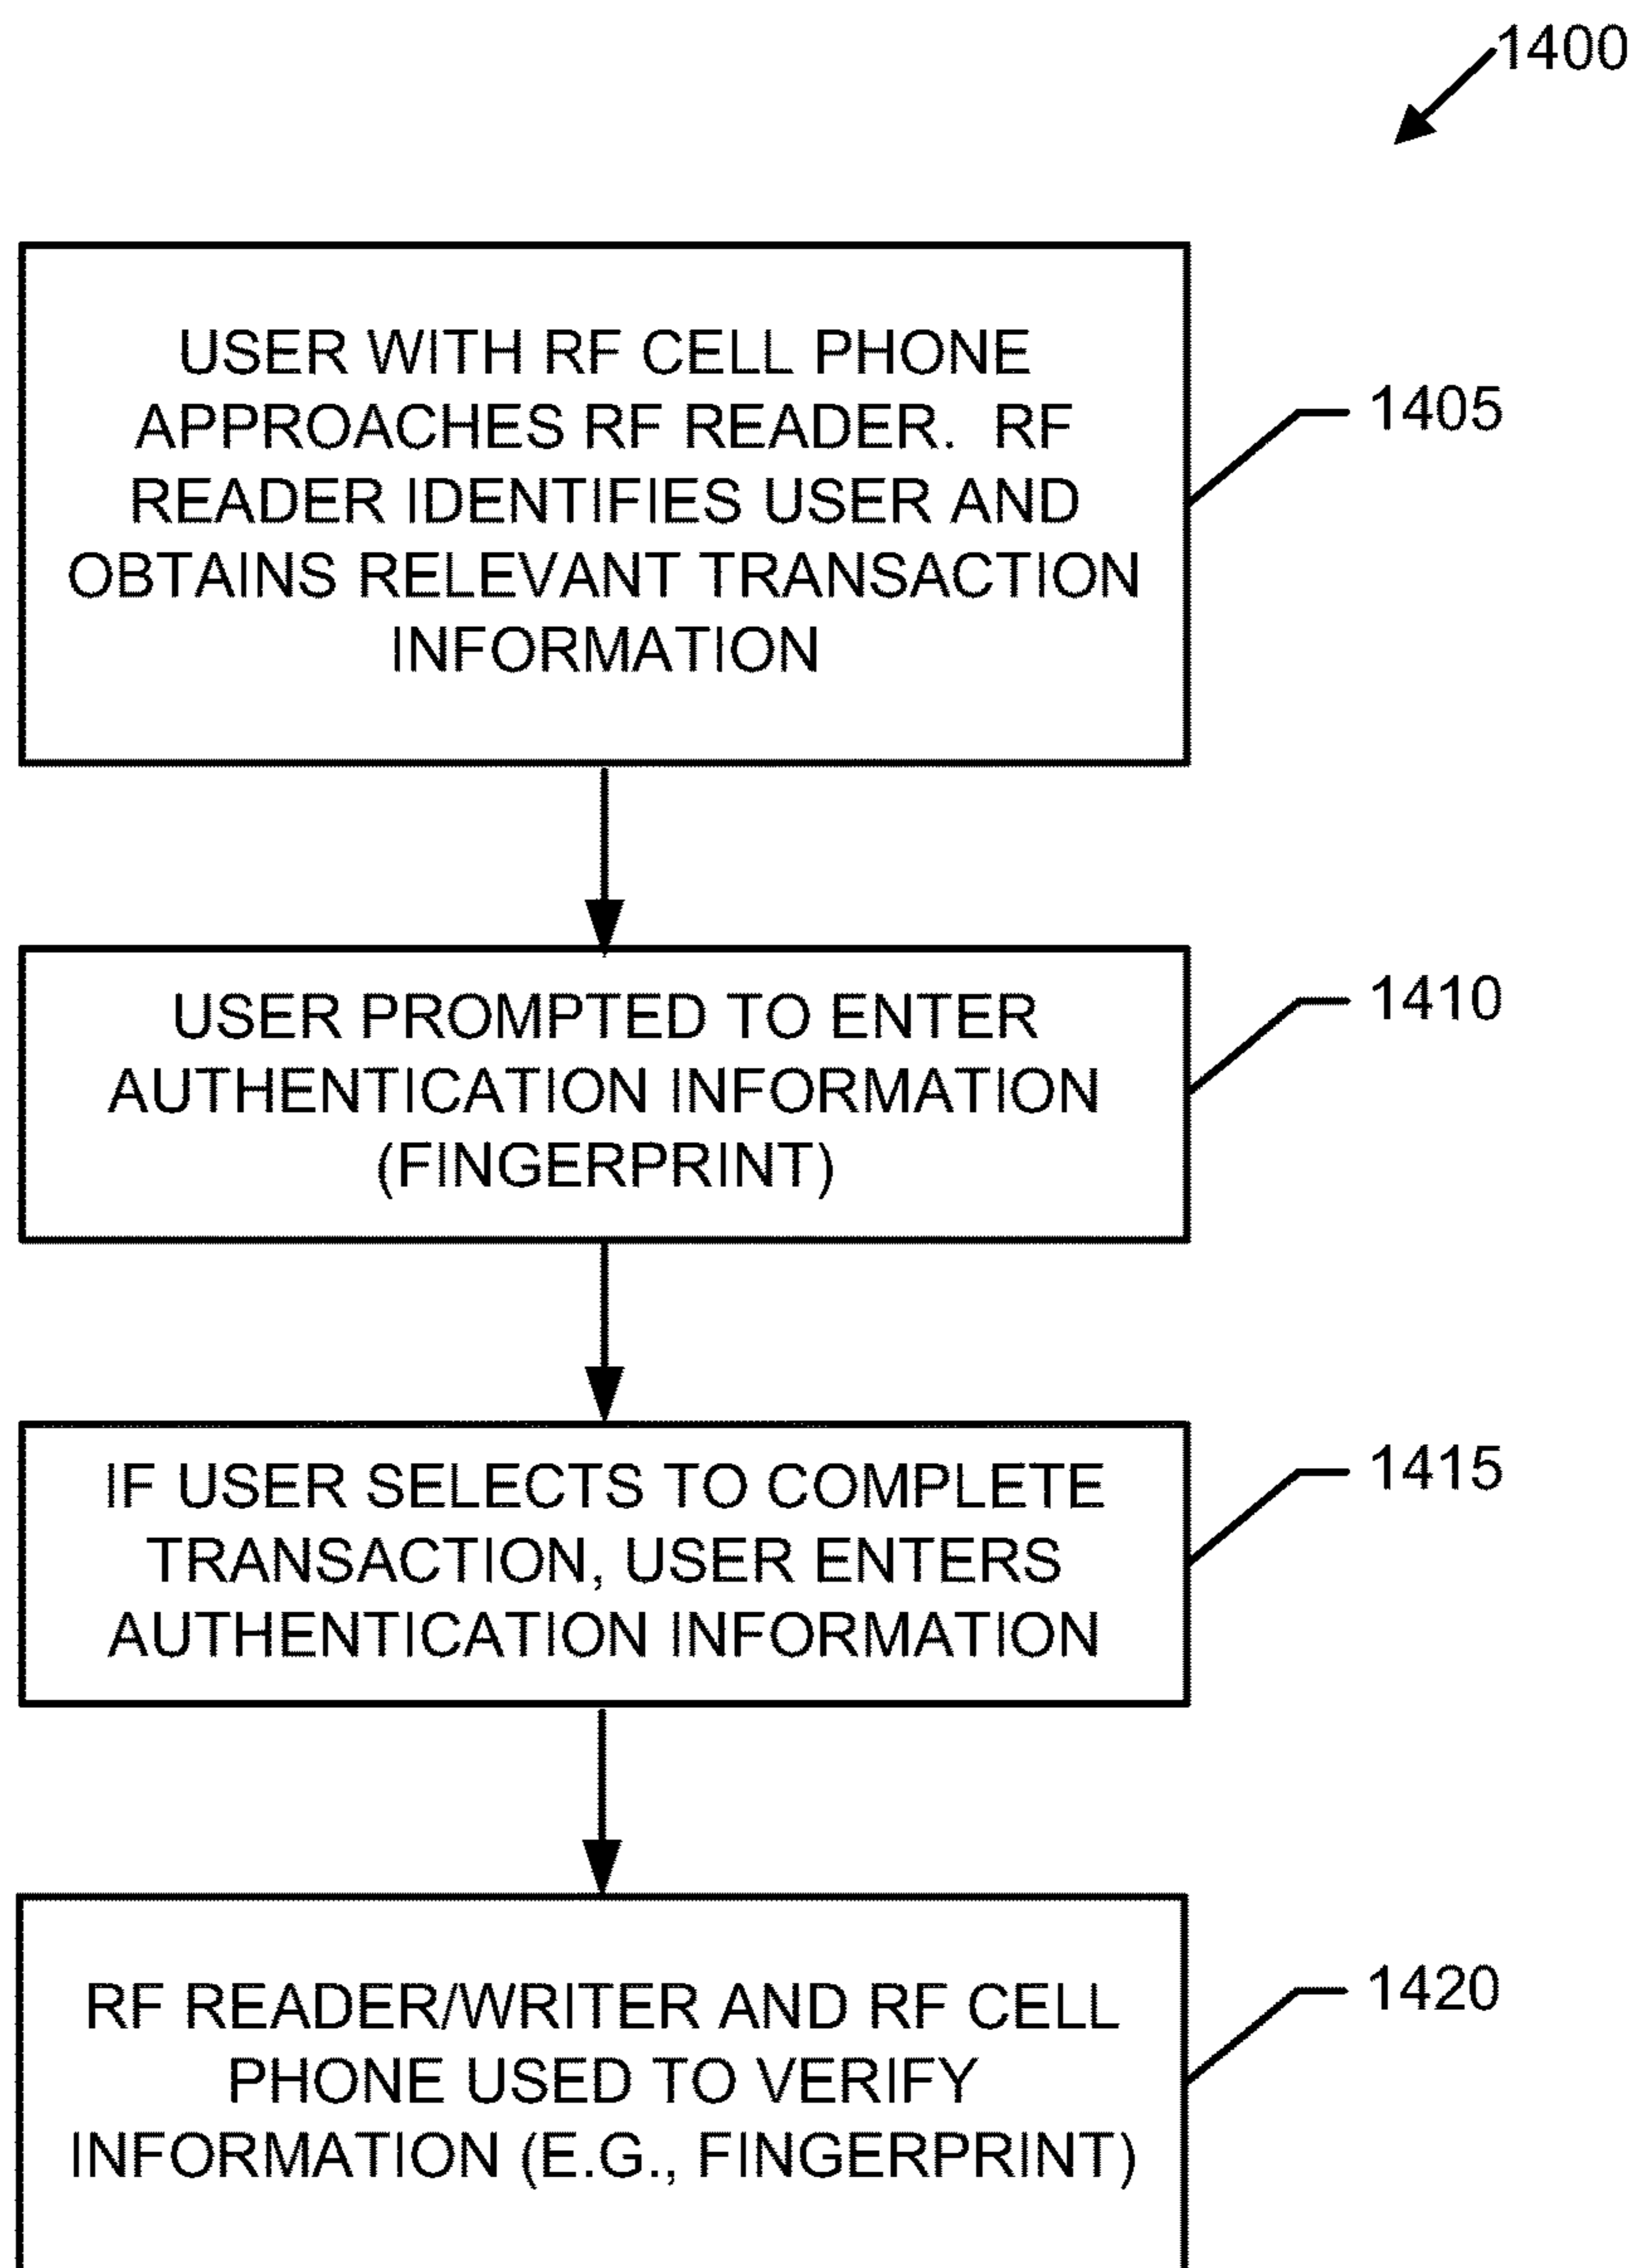 1400
USER WITH RF CELL PHONE
APPROACHES RF READER. RF
READER IDENTIFIES USER AND
OBTAINS RELEVANT TRANSACTION
INFORMATION
1405
USER PROMPTED TO ENTER
AUTHENTICATION INFORMATION
(FINGERPRINT)
1410
IF USER SELECTS TO COMPLETE
TRANSACTION, USER ENTERS
AUTHENTICATION INFORMATION
1415
RF READER/WRITER AND RF CELL
PHONE USED TO VERIFY
INFORMATION (E.G., FINGERPRINT)
1420